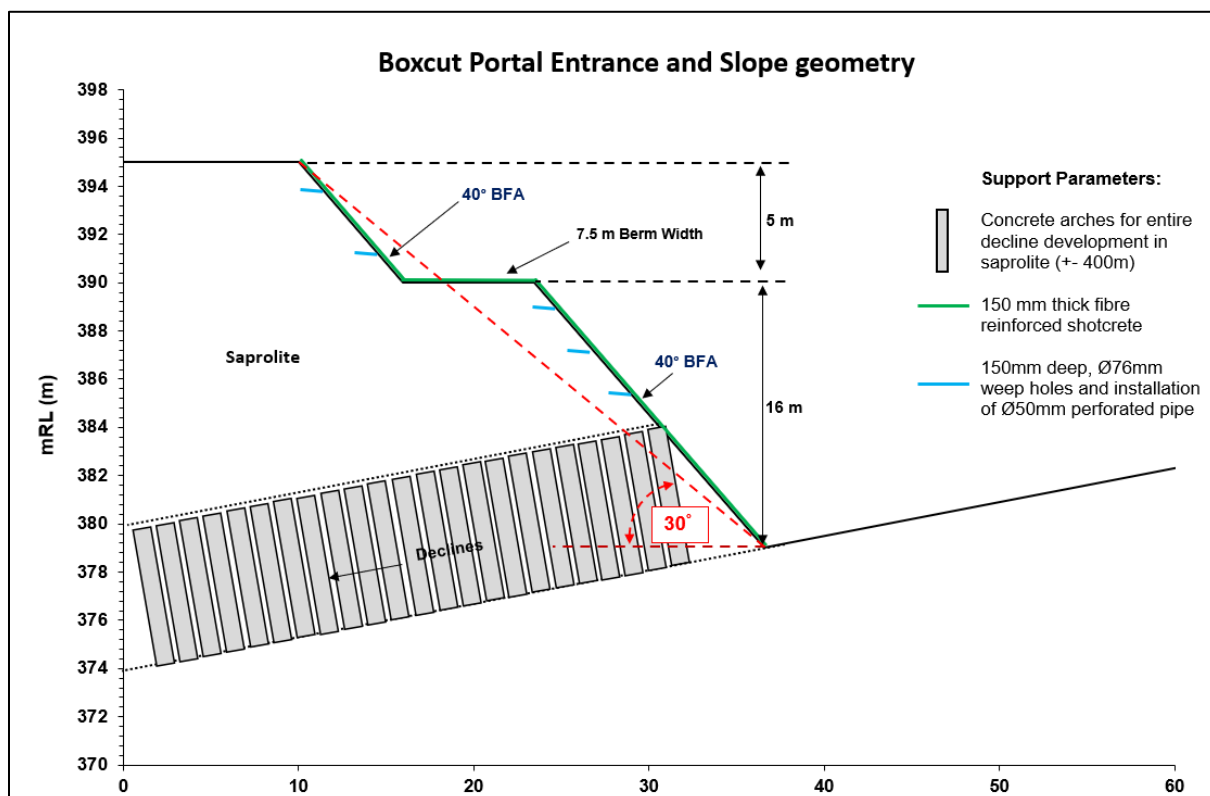 Boxcut Portal Entrance and Slope geometry
mRL (m)
398
396
394
392
390
388
386
384
382
380
378
376
374
372
370
0
10
20
30
40
50
60
40° BFA
7.5 m Berm Width
5 m
Saprolite
40° BFA
16 m
30°
Declines
Support Parameters:
Concrete arches for entire
decline development in
saprolite (+- 400m)
150 mm thick fibre
reinforced shotcrete
150mm deep, Ø76mm
weep holes and installation
of Ø50mm perforated pipe